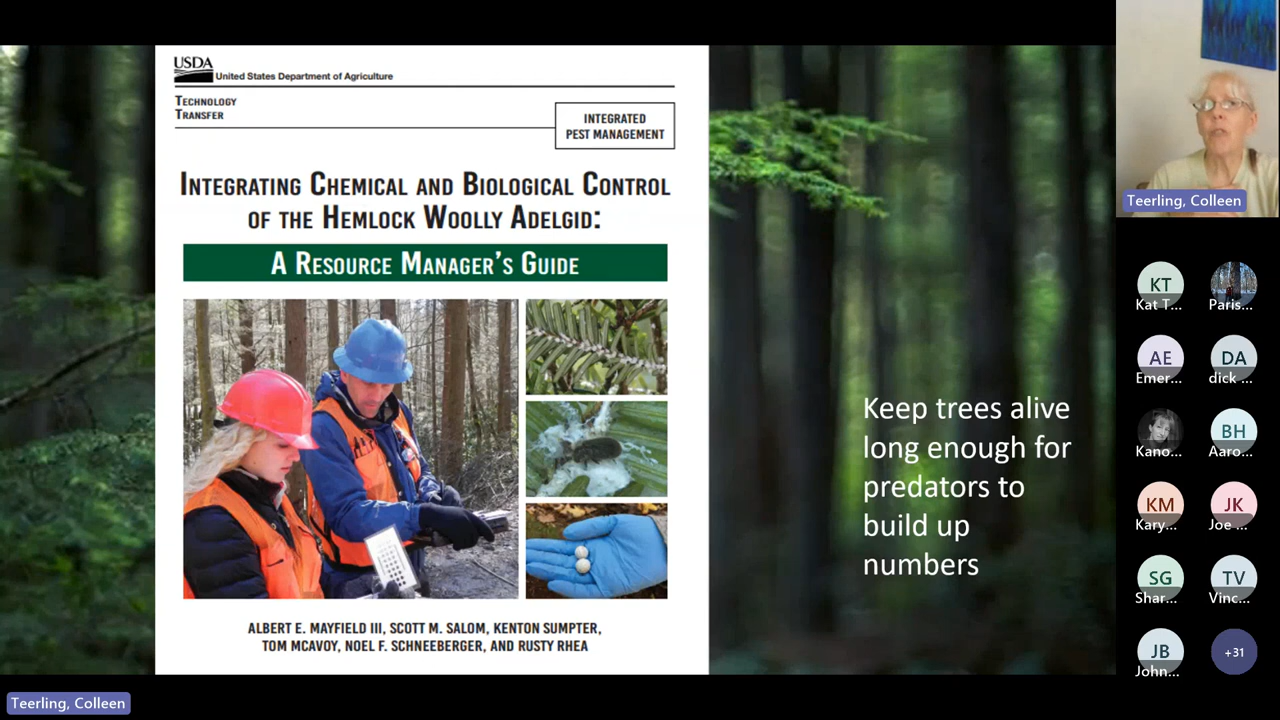 USDA
United States Department of Agriculture
TECHNOLOGY
TRANSFER
INTEGRATED
PEST MANAGEMENT
INTEGRATING CHEMICAL AND BIOLOGICAL CONTROL
OF THE HEMLOCK WOOLLY ADELGID:
A RESOURCE MANAGER'S GUIDE
ALBERT E. MAYFIELD III, SCOTT M. SALOM, KENTON SUMPTER,
TOM MCAVOY, NOEL F. SCHNEEBERGER, AND RUSTY RHEA
Keep trees alive
long enough for
predators to
build up
numbers
Teerling, Colleen
KT
Kat T...
Paris...
AE
Emer...
DA
dick ...
Kano...
BH
Aaro...
KM
Kary...
JK
Joe ...
SG
Shar...
TV
Vinc...
JB
John...
+31
Teerling, Colleen